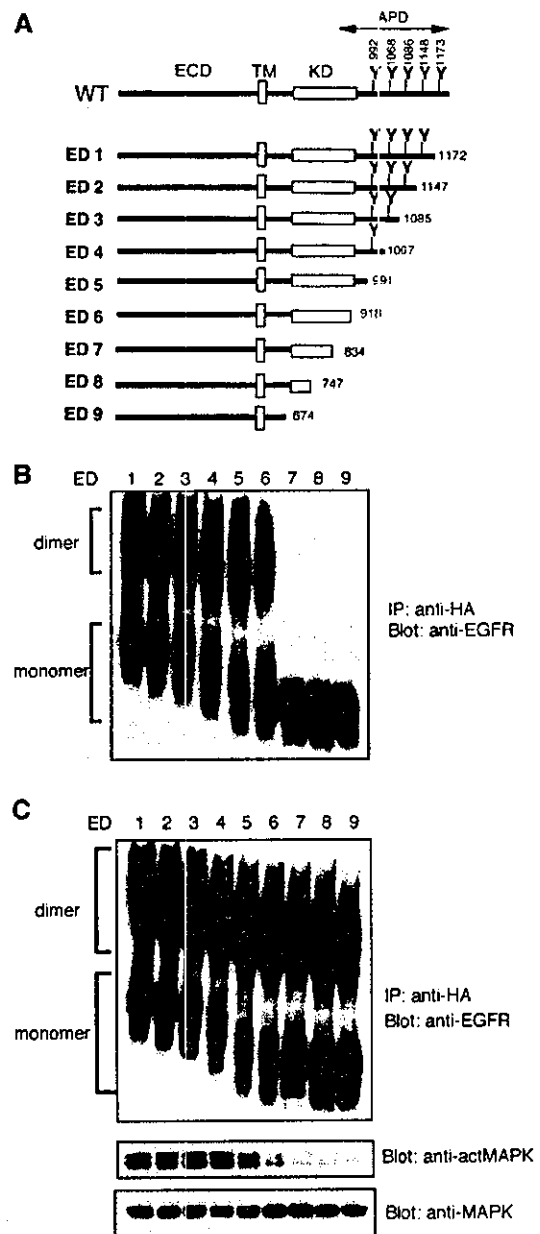 A
APD
992 1068 1086 1148 1173
ECD TM KD
Y Y Y Y Y
WT
Y Y Y Y
ED 1 1172
Y Y Y
ED 2 1147
Y Y
ED 3 1085
Y
ED 4 1067
ED 5 991
ED 6 918
ED 7 834
ED 8 747
ED 9 674
B
ED 1 2 3 4 5 6 7 8 9
dimer
monomer
IP: anti-HA
Blot: anti-EGFR
C
ED 1 2 3 4 5 6 7 8 9
dimer
monomer
IP: anti-HA
Blot: anti-EGFR
Blot: anti-actMAPK
Blot: anti-MAPK